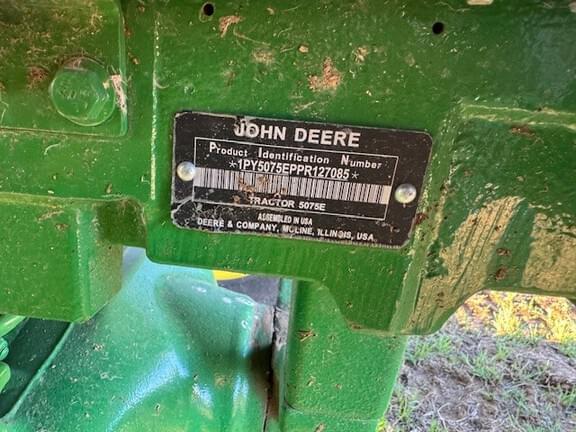 JOHN DEERE
Product Identification Number
*1PY5075EPPR127085*
TRACTOR 5075E
ASSEMBLED IN USA
DEERE & COMPANY, MOLINE, ILLINOIS, USA